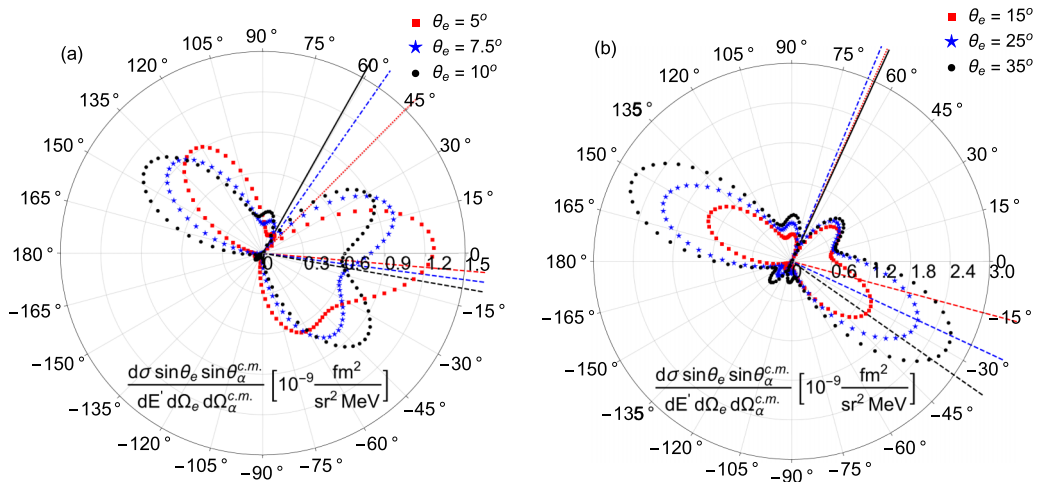 (a)
θe = 5°
θe = 7.5°
θe = 10°
90°
75°
60°
45°
30°
15°
0°
-15°
-30°
-45°
-60°
-75°
-90°
-105°
-120°
-135°
-150°
-165°
180°
165°
150°
135°
120°
105°
0 0.3 0.6 0.9 1.2 1.5
dσ sinθe sinθα^c.m.
dE' dΩe dΩα^c.m.
[10^-9 fm²
sr² MeV]
(b)
θe = 15°
θe = 25°
θe = 35°
90°
75°
60°
45°
30°
15°
0
-15°
-30°
-45°
-60°
-75°
-90°
-105°
-120°
-135°
-150°
-165°
180°
165°
150°
135°
120°
105°
0 0.6 1.2 1.8 2.4 3.0
dσ sinθe sinθα^c.m.
dE' dΩe dΩα^c.m.
[10^-9 fm²
sr² MeV]